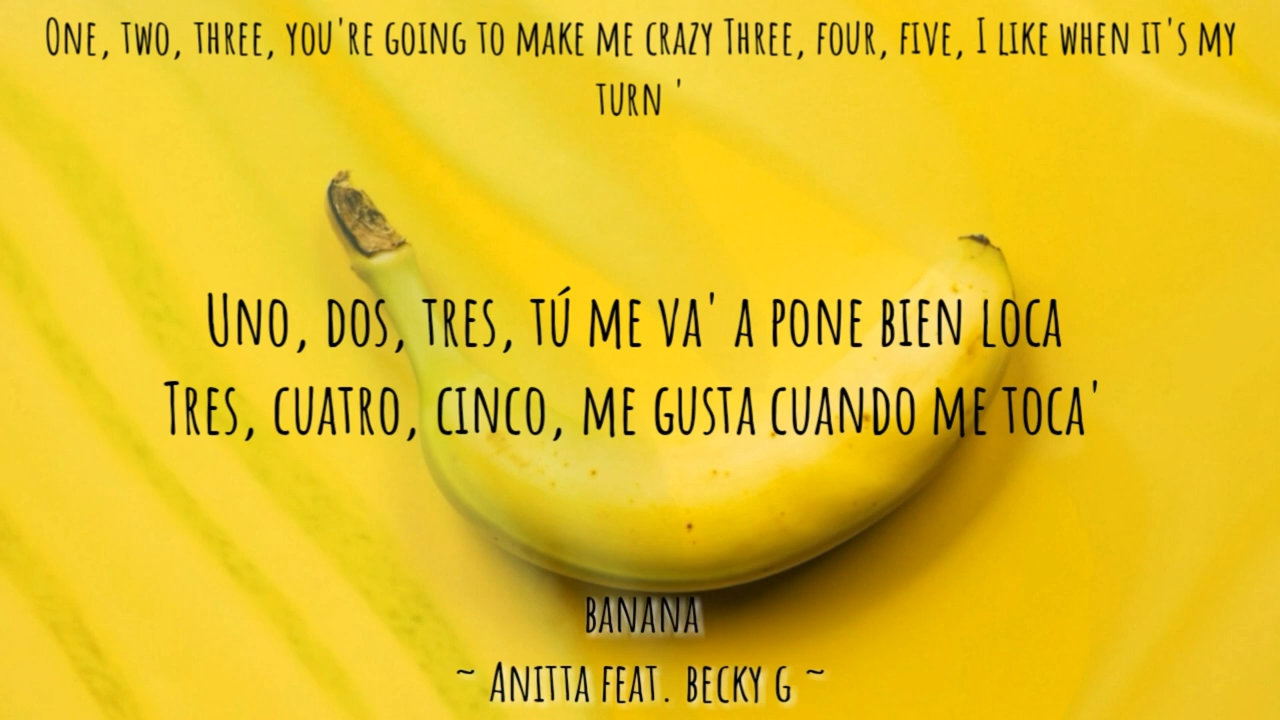 One, two, three, you're going to make me crazy Three, four, five, I like when it's my
turn '
Uno, dos, tres, tú me va' a pone bien loca
Tres, cuatro, cinco, me gusta cuando me toca'
banana
~ Anitta feat. becky g ~